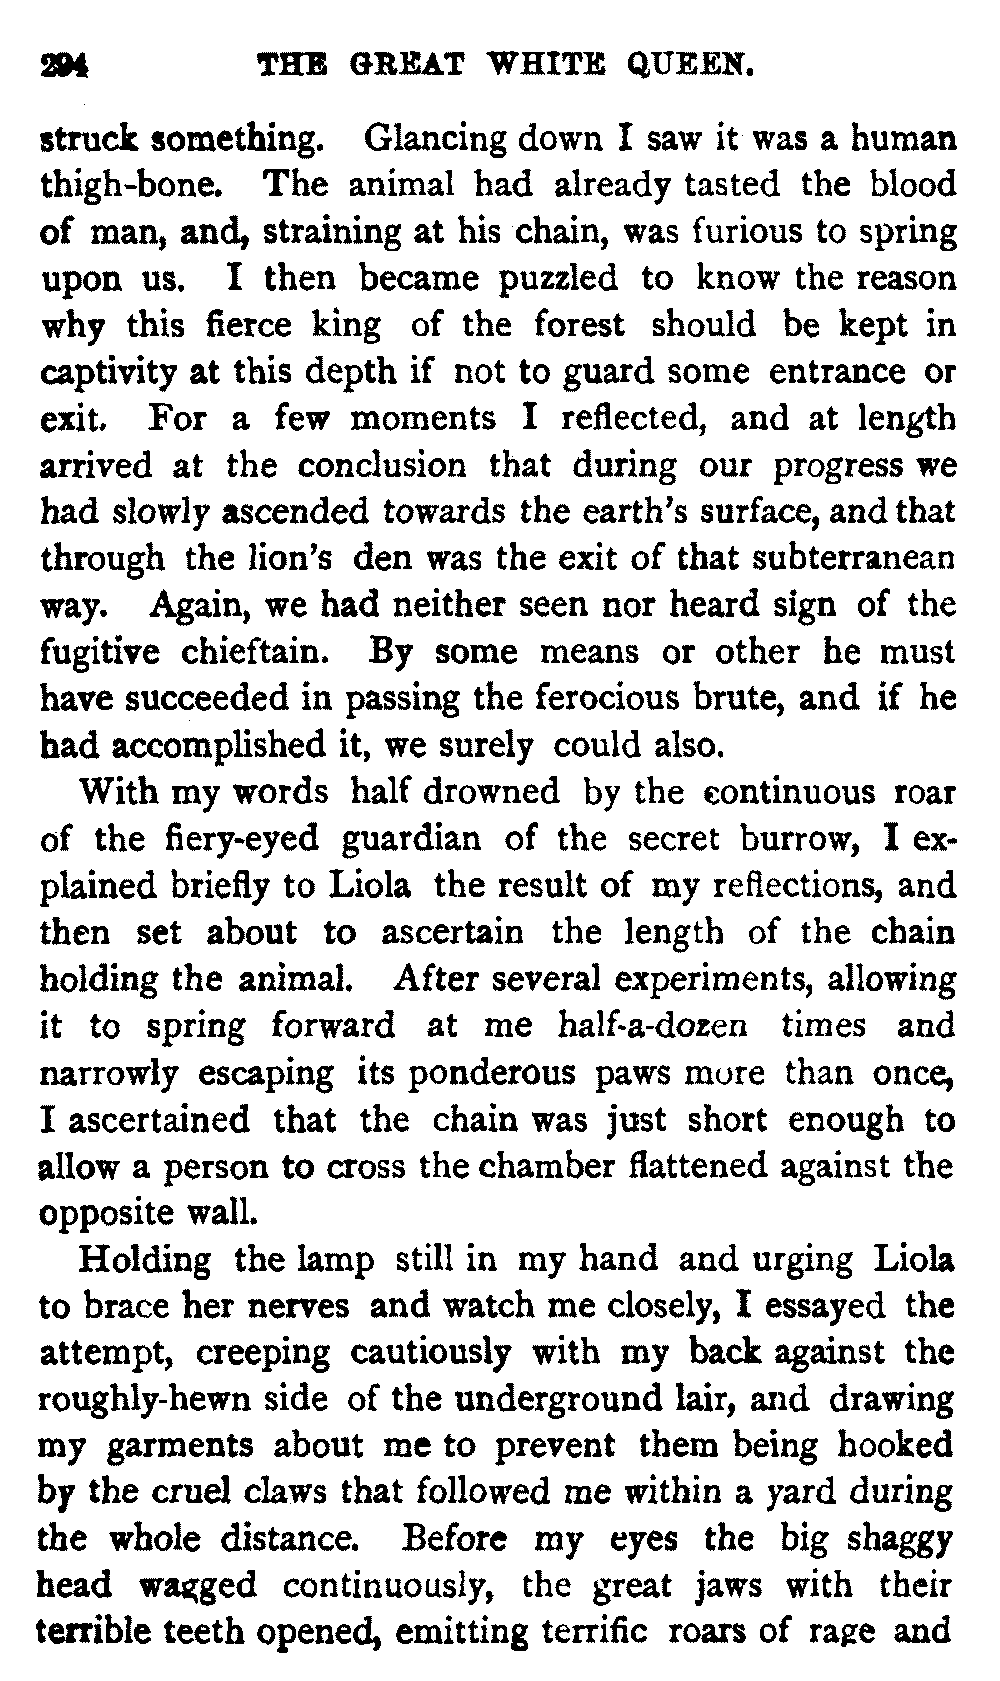 294 THE GREAT WHITE QUEEN.
struck something. Glancing down I saw it was a human
thigh-bone. The animal had already tasted the blood
of man, and, straining at his chain, was furious to spring
upon us. I then became puzzled to know the reason
why this fierce king of the forest should be kept in
captivity at this depth if not to guard some entrance or
exit. For a few moments I reflected, and at length
arrived at the conclusion that during our progress we
had slowly ascended towards the earth's surface, and that
through the lion's den was the exit of that subterranean
way. Again, we had neither seen nor heard sign of the
fugitive chieftain. By some means or other he must
have succeeded in passing the ferocious brute, and if he
had accomplished it, we surely could also.
With my words half drowned by the continuous roar
of the fiery-eyed guardian of the secret burrow, I ex-
plained briefly to Liola the result of my reflections, and
then set about to ascertain the length of the chain
holding the animal. After several experiments, allowing
it to spring forward at me half-a-dozen times and
narrowly escaping its ponderous paws more than once,
I ascertained that the chain was just short enough to
allow a person to cross the chamber flattened against the
opposite wall.
Holding the lamp still in my hand and urging Liola
to brace her nerves and watch me closely, I essayed the
attempt, creeping cautiously with my back against the
roughly-hewn side of the underground lair, and drawing
my garments about me to prevent them being hooked
by the cruel claws that followed me within a yard during
the whole distance. Before my eyes the big shaggy
head wagged continuously, the great jaws with their
terrible teeth opened, emitting terrific roars of rage and